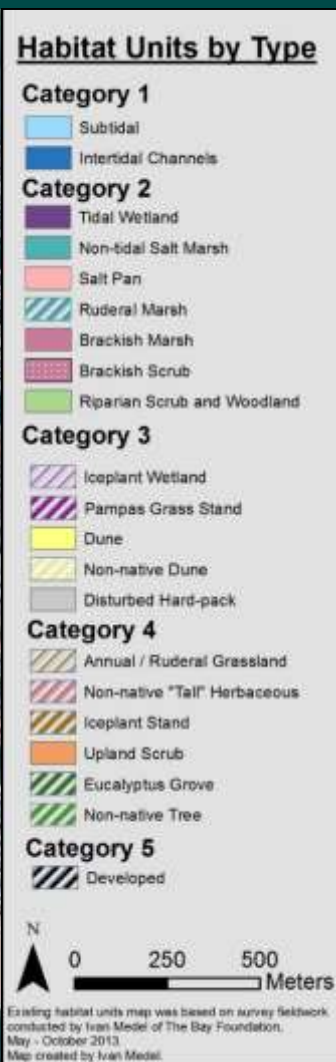 Habitat Units by Type
Category 1
Subtidal
Intertidal Channels
Category 2
Tidal Wetland
Non-tidal Salt Marsh
Salt Pan
Ruderal Marsh
Brackish Marsh
Brackish Scrub
Riparian Scrub and Woodland
Category 3
Iceplant Wetland
Pampas Grass Stand
Dune
Non-native Dune
Disturbed Hard-pack
Category 4
Annual / Ruderal Grassland
Non-native "Tall" Herbaceous
Iceplant Stand
Upland Scrub
Eucalyptus Grove
Non-native Tree
Category 5
Developed
N
0 250 500
Meters
Existing habitat units map was based on survey fieldwork
conducted by Ivan Medel of The Bay Foundation,
May - October 2013.
Map created by Ivan Medel.